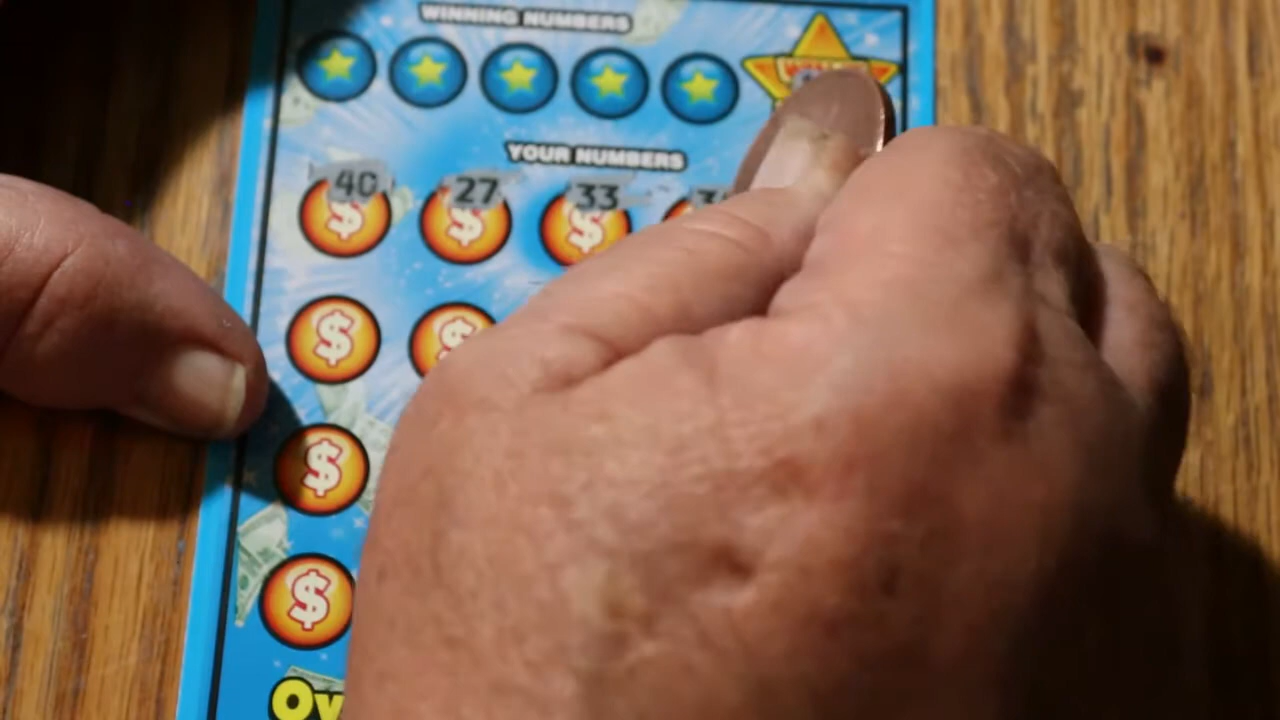 WINNING NUMBERS
YOUR NUMBERS
40 27 33
$ $ $
$ $
$
$